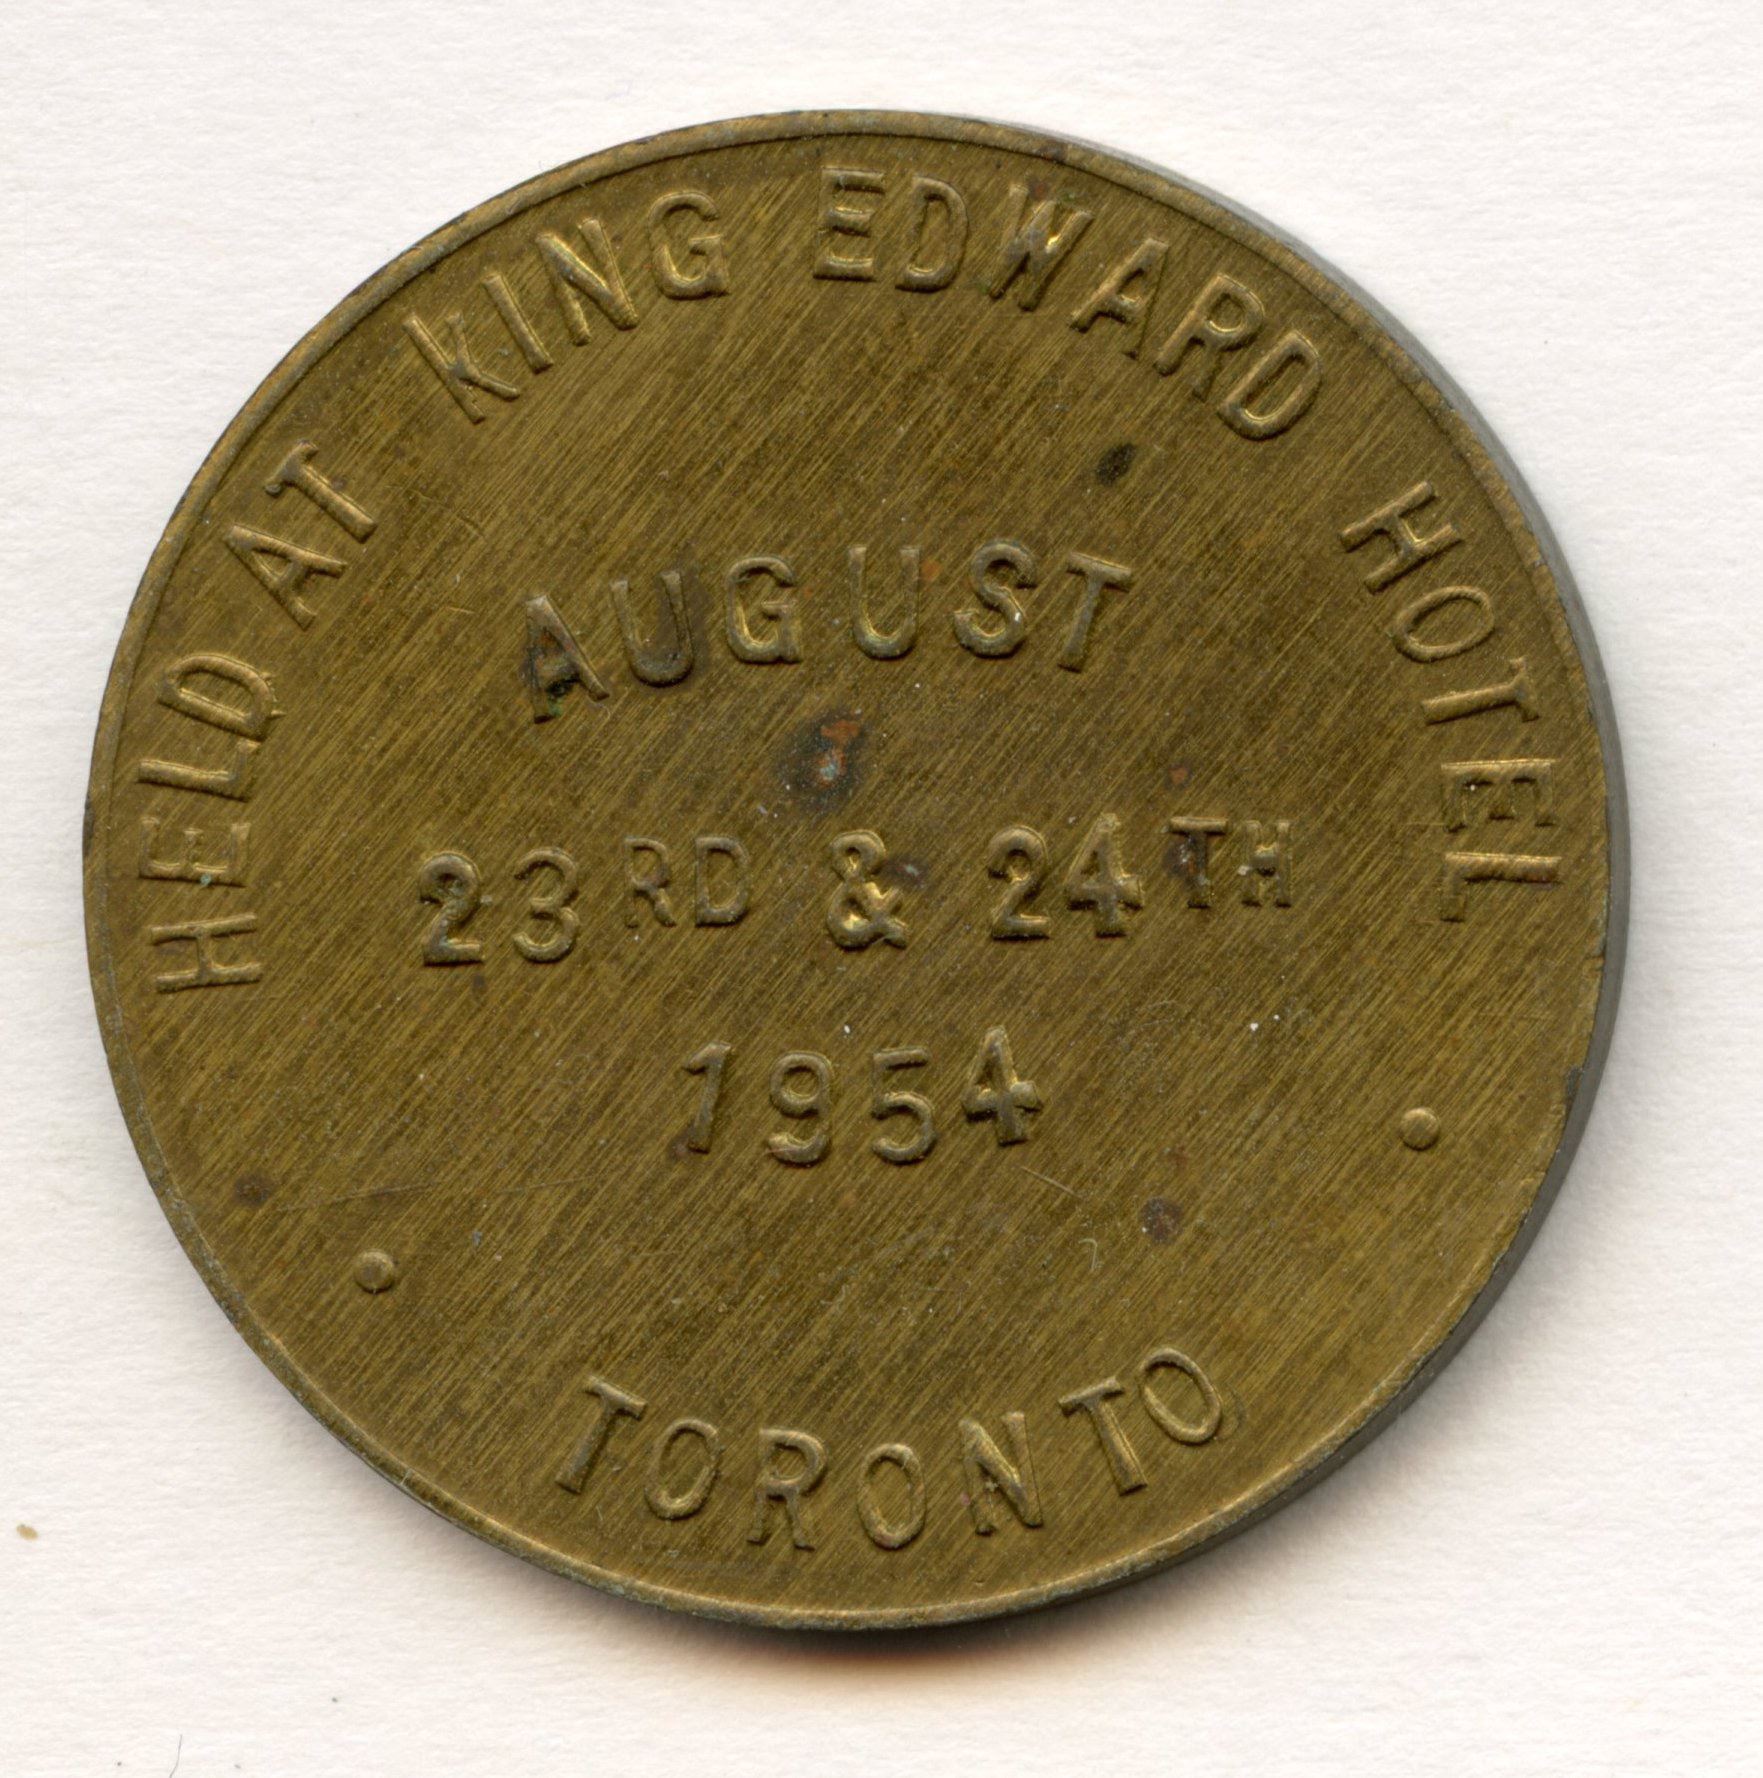 HELD AT KING EDWARD HOTEL
AUGUST
23RD & 24TH
1954
TORONTO